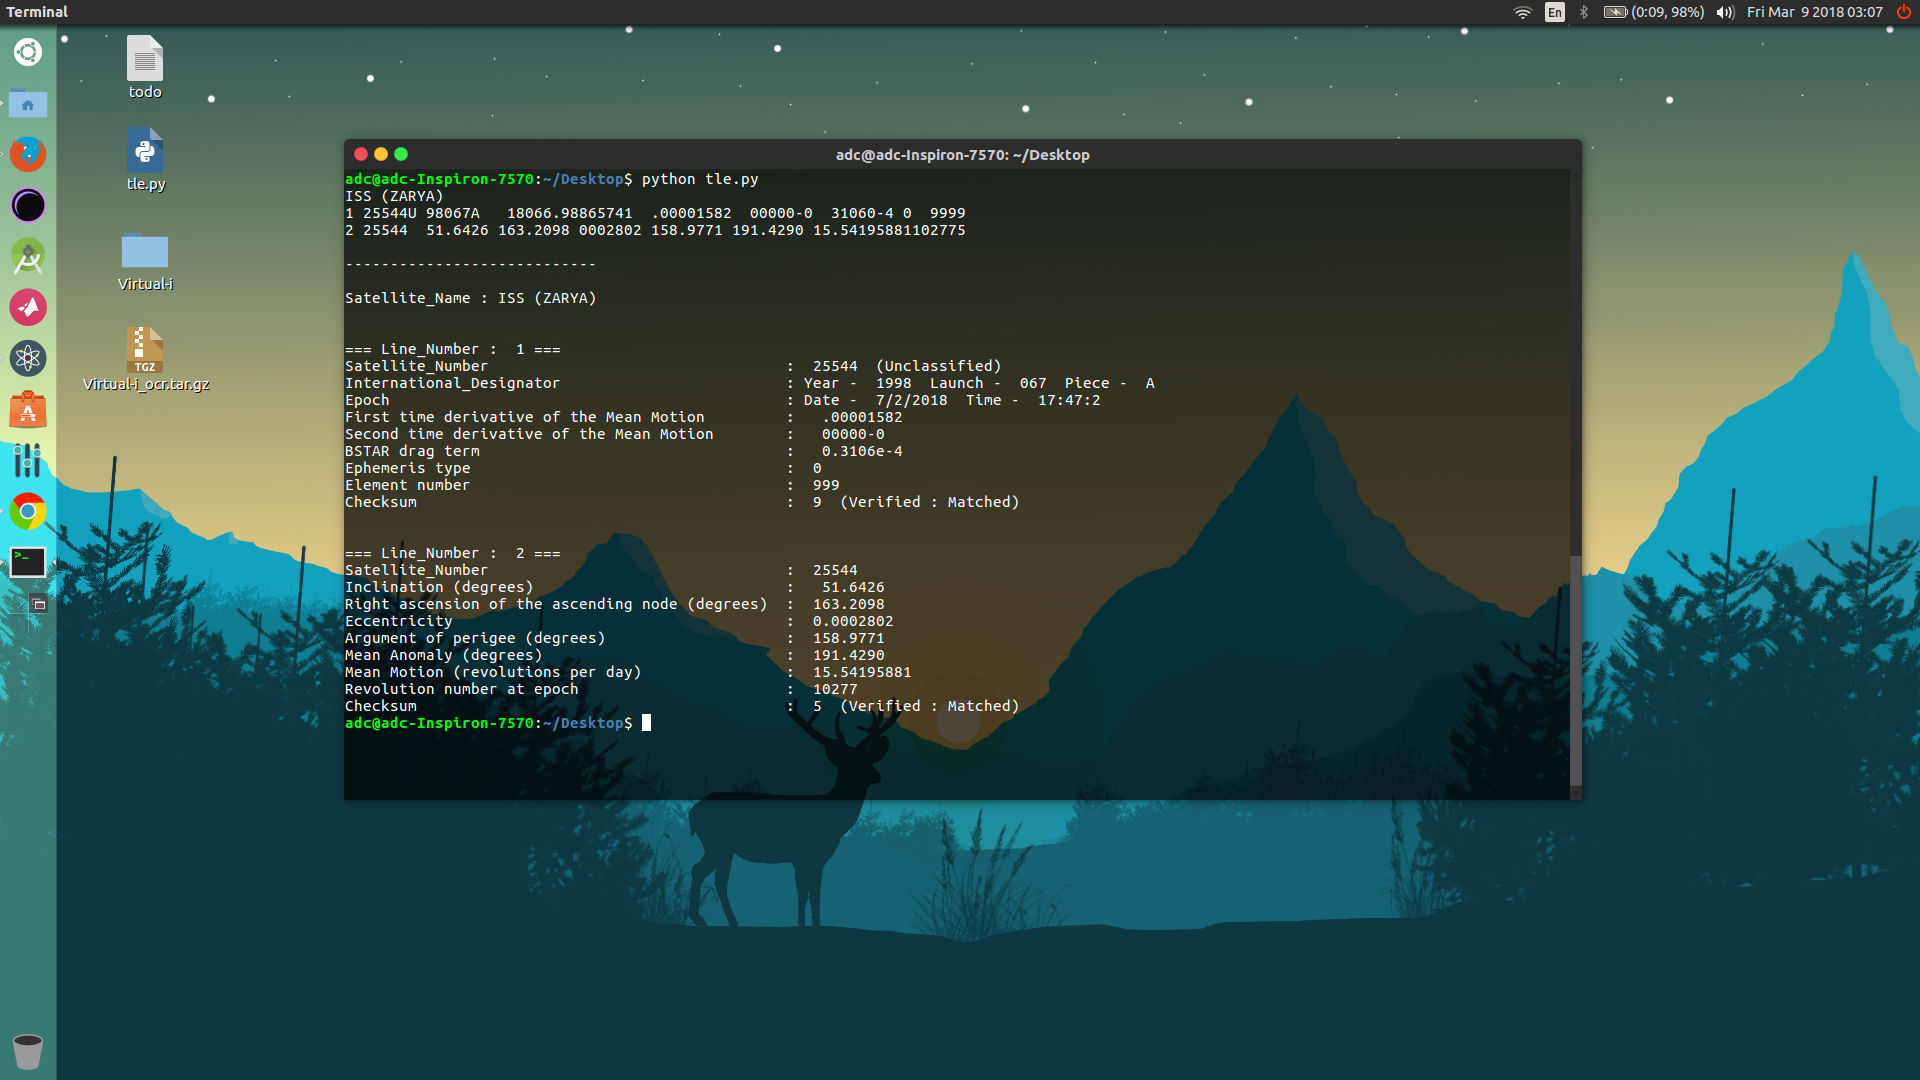 Terminal
En
(0:09, 98%)
Fri Mar 9 2018 03:07
todo
tle.py
Virtual-i
TGZ
Virtual-i_ocr.tar.gz
adc@adc-Inspiron-7570: ~/Desktop
adc@adc-Inspiron-7570:~/Desktop$ python tle.py
ISS (ZARYA)
1 25544U 98067A   18066.98865741  .00001582  00000-0  31060-4 0  9999
2 25544  51.6426 163.2098 0002802 158.9771 191.4290 15.54195881102775
----------------------------
Satellite_Name : ISS (ZARYA)
=== Line_Number :  1 ===
Satellite_Number                                 :  25544  (Unclassified)
International_Designator                         : Year -  1998  Launch -  067  Piece -  A
Epoch                                            : Date -  7/2/2018  Time -  17:47:2
First time derivative of the Mean Motion         :   .00001582
Second time derivative of the Mean Motion        :   00000-0
BSTAR drag term                                  :   0.3106e-4
Ephemeris type                                   :  0
Element number                                   :  999
Checksum                                         :  9  (Verified : Matched)
=== Line_Number :  2 ===
Satellite_Number                                 :  25544
Inclination (degrees)                            :   51.6426
Right ascension of the ascending node (degrees)  :  163.2098
Eccentricity                                     :  0.0002802
Argument of perigee (degrees)                    :  158.9771
Mean Anomaly (degrees)                           :  191.4290
Mean Motion (revolutions per day)                :  15.54195881
Revolution number at epoch                       :  10277
Checksum                                         :  5  (Verified : Matched)
adc@adc-Inspiron-7570:~/Desktop$